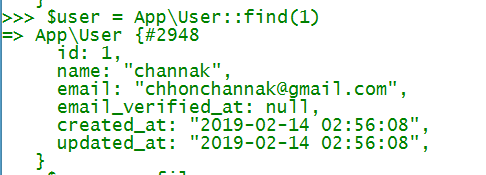 >>> $user = App\User::find(1)
=> App\User {#2948
id: 1,
name: "channak",
email: "chhonchannak@gmail.com",
email_verified_at: null,
created_at: "2019-02-14 02:56:08",
updated_at: "2019-02-14 02:56:08",
}